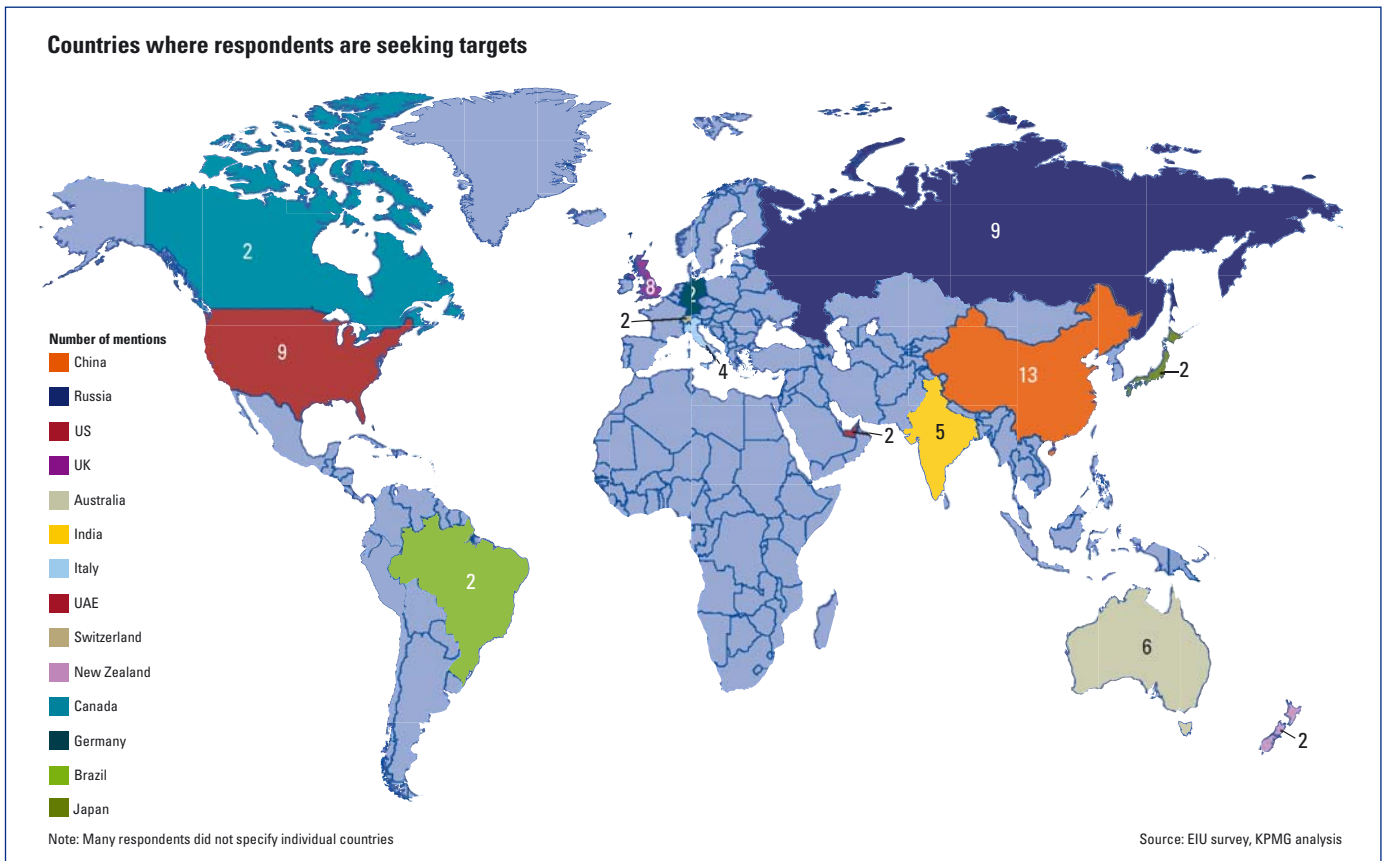 Countries where respondents are seeking targets
2
9
8
2
2
4
9
13
2
2
5
2
6
2
Number of mentions
China
Russia
US
UK
Australia
India
Italy
UAE
Switzerland
New Zealand
Canada
Germany
Brazil
Japan
Note: Many respondents did not specify individual countries
Source: EIU survey, KPMG analysis